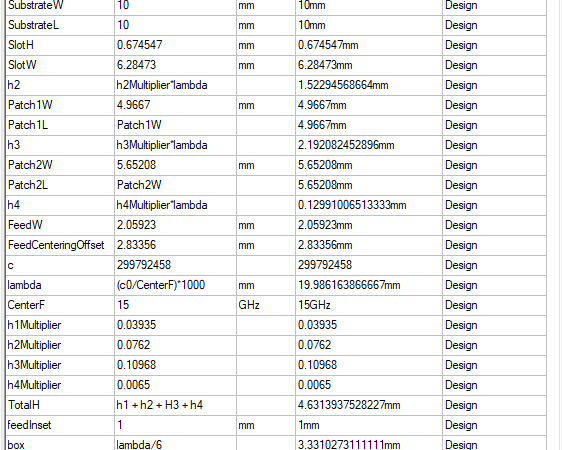 SubstrateW 10 mm 10mm Design
SubstrateL 10 mm 10mm Design
SlotH 0.674547 mm 0.674547mm Design
SlotW 6.28473 mm 6.28473mm Design
h2 h2Multiplier*lambda 1.52294568664mm Design
Patch1W 4.9667 mm 4.9667mm Design
Patch1L Patch1W 4.9667mm Design
h3 h3Multiplier*lambda 2.192082452896mm Design
Patch2W 5.65208 mm 5.65208mm Design
Patch2L Patch2W 5.65208mm Design
h4 h4Multiplier*lambda 0.12991006513333mm Design
FeedW 2.05923 mm 2.05923mm Design
FeedCenteringOffset 2.83356 mm 2.83356mm Design
c 299792458 299792458 Design
lambda (c0/CenterF)*1000 mm 19.986163866667mm Design
CenterF 15 GHz 15GHz Design
h1Multiplier 0.03935 0.03935 Design
h2Multiplier 0.0762 0.0762 Design
h3Multiplier 0.10968 0.10968 Design
h4Multiplier 0.0065 0.0065 Design
TotalH h1 + h2 + H3 + h4 4.6313937528227mm Design
feedInset 1 mm 1mm Design
box lambda/6 3.3310273111111mm Design